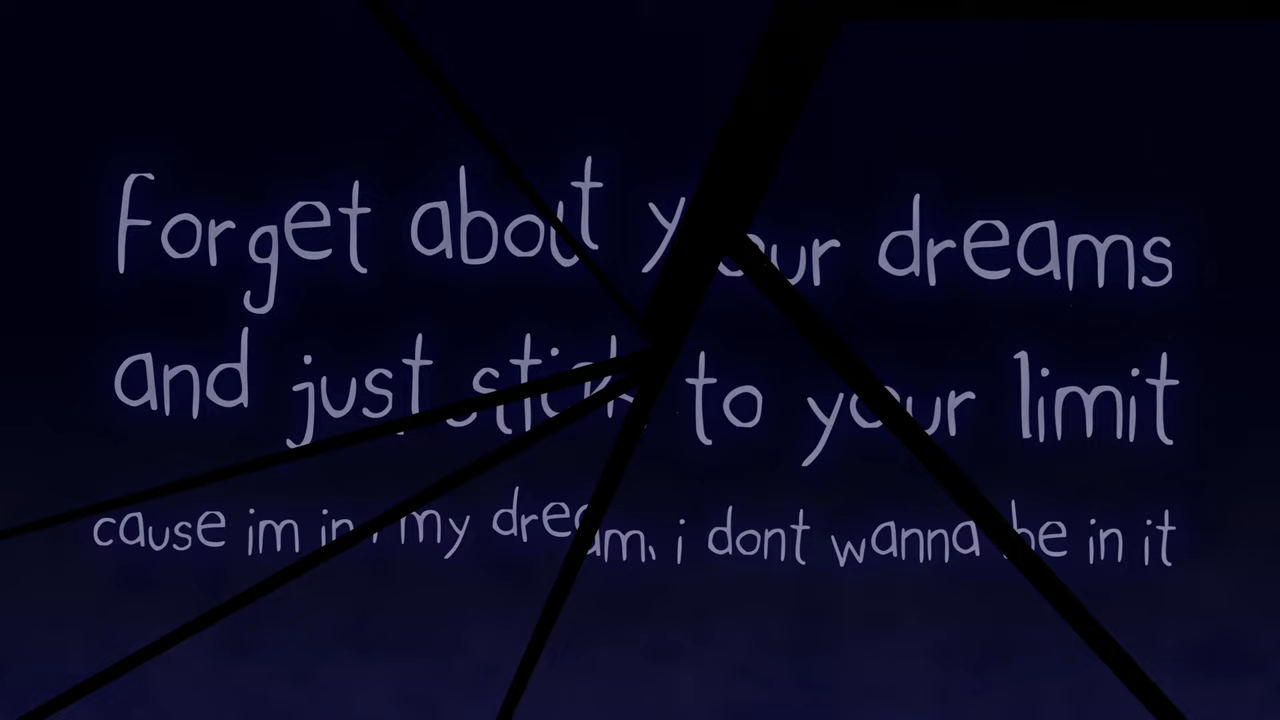 Forget about your dreams
and just stick to your limit
cause im in my dream, i dont wanna be in it